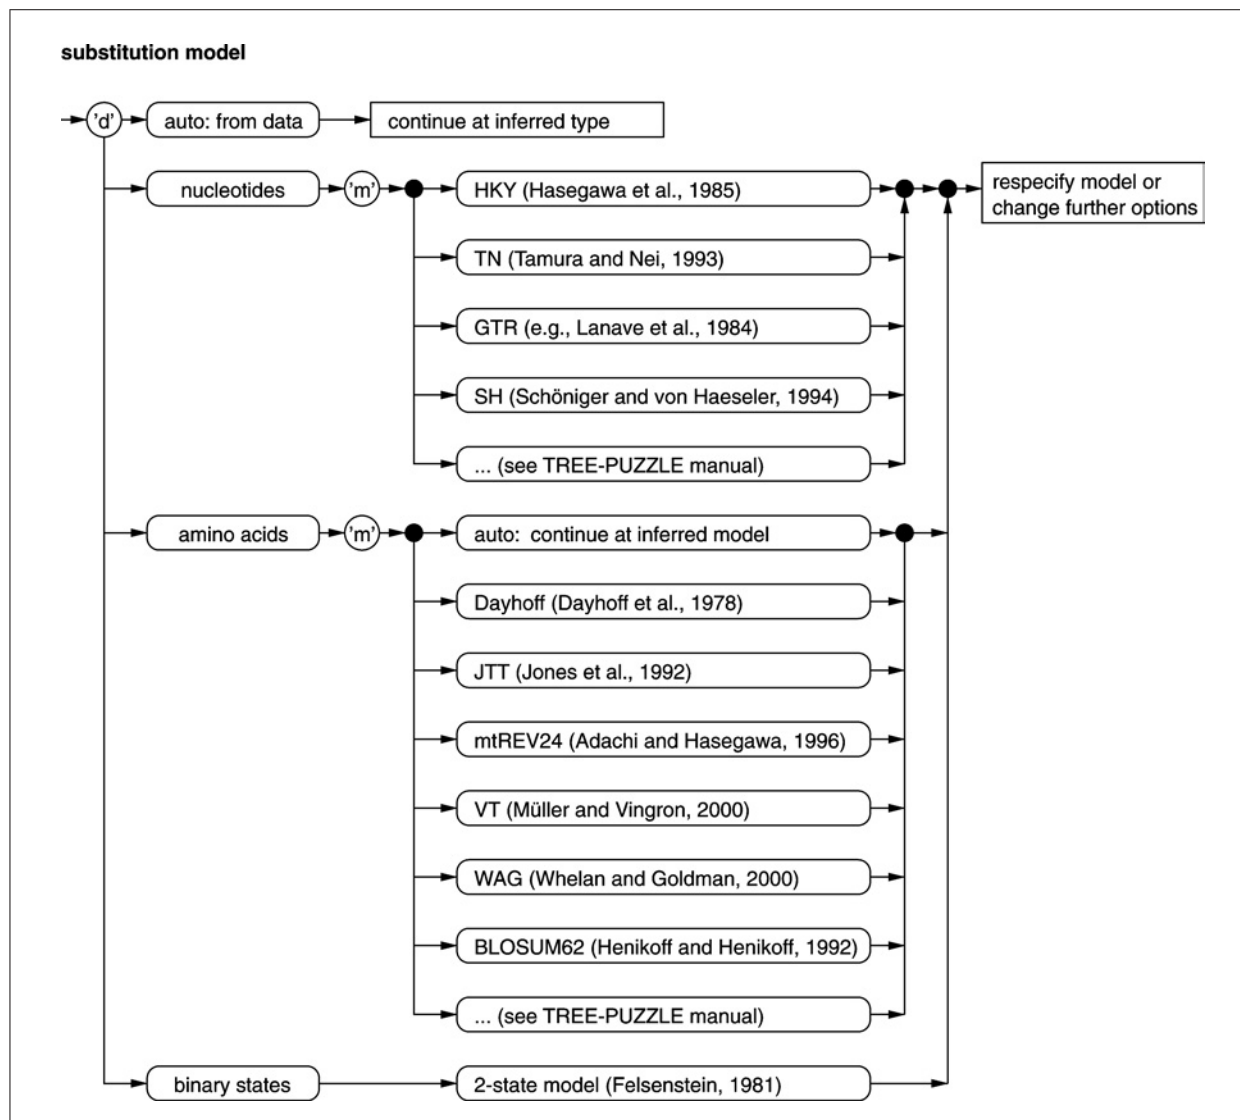 substitution model
'd' auto: from data continue at inferred type
nucleotides 'm' HKY (Hasegawa et al., 1985) respecify model or
change further options
TN (Tamura and Nei, 1993)
GTR (e.g., Lanave et al., 1984)
SH (Schöniger and von Haeseler, 1994)
... (see TREE-PUZZLE manual)
amino acids 'm' auto: continue at inferred model
Dayhoff (Dayhoff et al., 1978)
JTT (Jones et al., 1992)
mtREV24 (Adachi and Hasegawa, 1996)
VT (Müller and Vingron, 2000)
WAG (Whelan and Goldman, 2000)
BLOSUM62 (Henikoff and Henikoff, 1992)
... (see TREE-PUZZLE manual)
binary states 2-state model (Felsenstein, 1981)